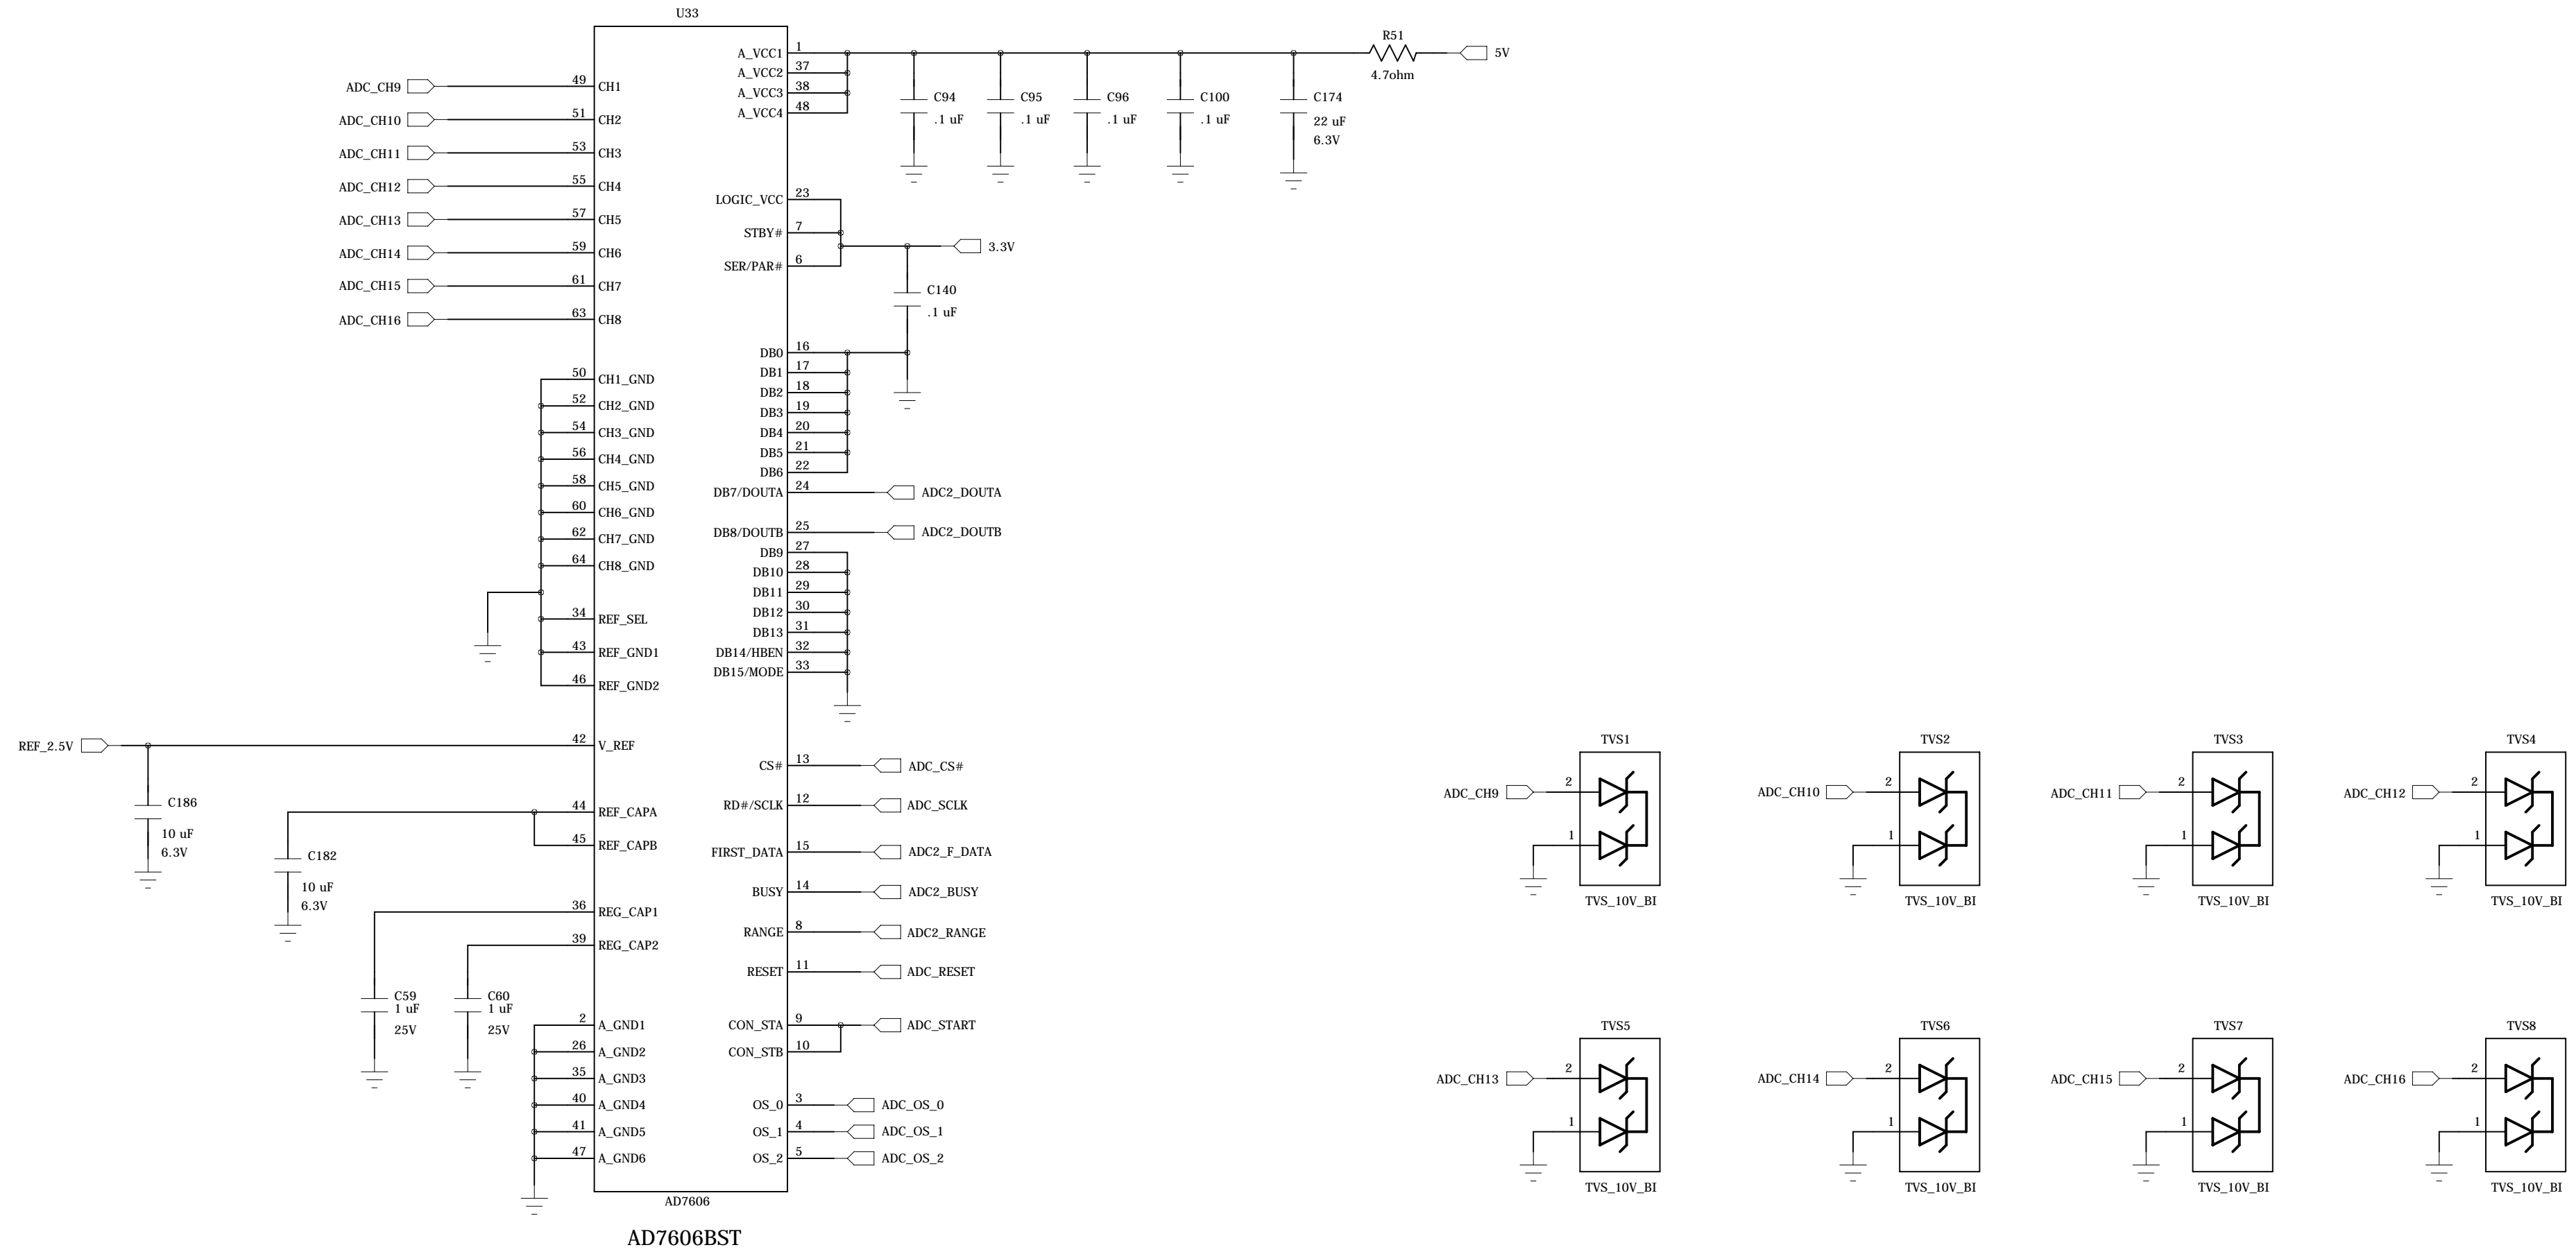 U33
ADC_CH9 49 CH1
ADC_CH10 51 CH2
ADC_CH11 53 CH3
ADC_CH12 55 CH4
ADC_CH13 57 CH5
ADC_CH14 59 CH6
ADC_CH15 61 CH7
ADC_CH16 63 CH8
50 CH1_GND
52 CH2_GND
54 CH3_GND
56 CH4_GND
58 CH5_GND
60 CH6_GND
62 CH7_GND
64 CH8_GND
34 REF_SEL
43 REF_GND1
46 REF_GND2
REF_2.5V 42 V_REF
C186
10 uF
6.3V
44 REF_CAPA
45 REF_CAPB
C182
10 uF
6.3V
36 REG_CAP1
39 REG_CAP2
C59
1 uF
25V
C60
1 uF
25V
2 A_GND1
26 A_GND2
35 A_GND3
40 A_GND4
41 A_GND5
47 A_GND6
A_VCC1 1
A_VCC2 37
A_VCC3 38
A_VCC4 48
C94
.1 uF
C95
.1 uF
C96
.1 uF
C100
.1 uF
C174
22 uF
6.3V
R51
4.7ohm
5V
LOGIC_VCC 23
STBY# 7
SER/PAR# 6
3.3V
C140
.1 uF
DB0 16
DB1 17
DB2 18
DB3 19
DB4 20
DB5 21
DB6 22
DB7/DOUTA 24 ADC2_DOUTA
DB8/DOUTB 25 ADC2_DOUTB
DB9 27
DB10 28
DB11 29
DB12 30
DB13 31
DB14/HBEN 32
DB15/MODE 33
CS# 13 ADC_CS#
RD#/SCLK 12 ADC_SCLK
FIRST_DATA 15 ADC2_F_DATA
BUSY 14 ADC2_BUSY
RANGE 8 ADC2_RANGE
RESET 11 ADC_RESET
CON_STA 9 ADC_START
CON_STB 10
OS_0 3 ADC_OS_0
OS_1 4 ADC_OS_1
OS_2 5 ADC_OS_2
AD7606
AD7606BST
TVS1
ADC_CH9 2
1
TVS_10V_BI
TVS2
ADC_CH10 2
1
TVS_10V_BI
TVS3
ADC_CH11 2
1
TVS_10V_BI
TVS4
ADC_CH12 2
1
TVS_10V_BI
TVS5
ADC_CH13 2
1
TVS_10V_BI
TVS6
ADC_CH14 2
1
TVS_10V_BI
TVS7
ADC_CH15 2
1
TVS_10V_BI
TVS8
ADC_CH16 2
1
TVS_10V_BI